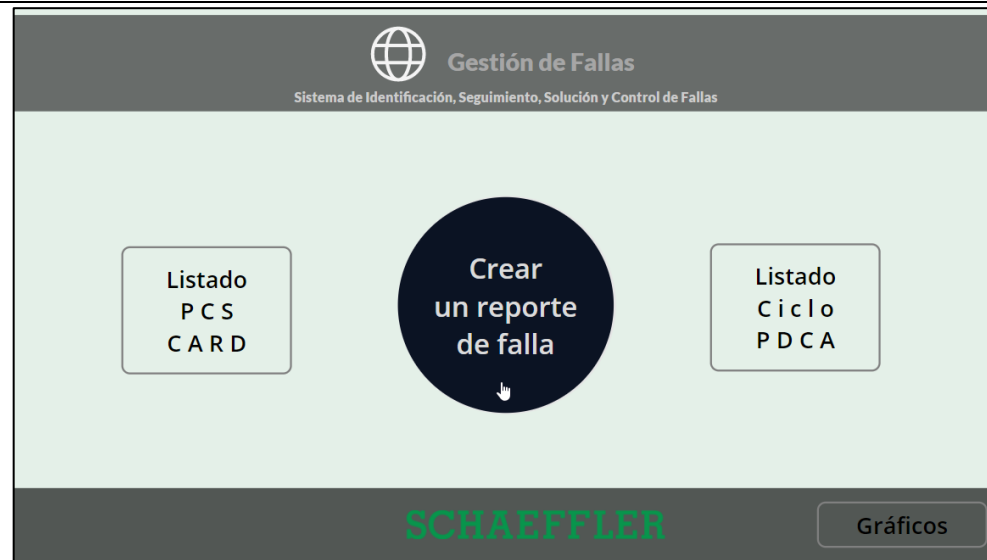 Gestión de Fallas
Sistema de Identificación, Seguimiento, Solución y Control de Fallas
Listado
P C S
C A R D
Crear
un reporte
de falla
Listado
C i c l o
P D C A
SCHAEFFLER
Gráficos